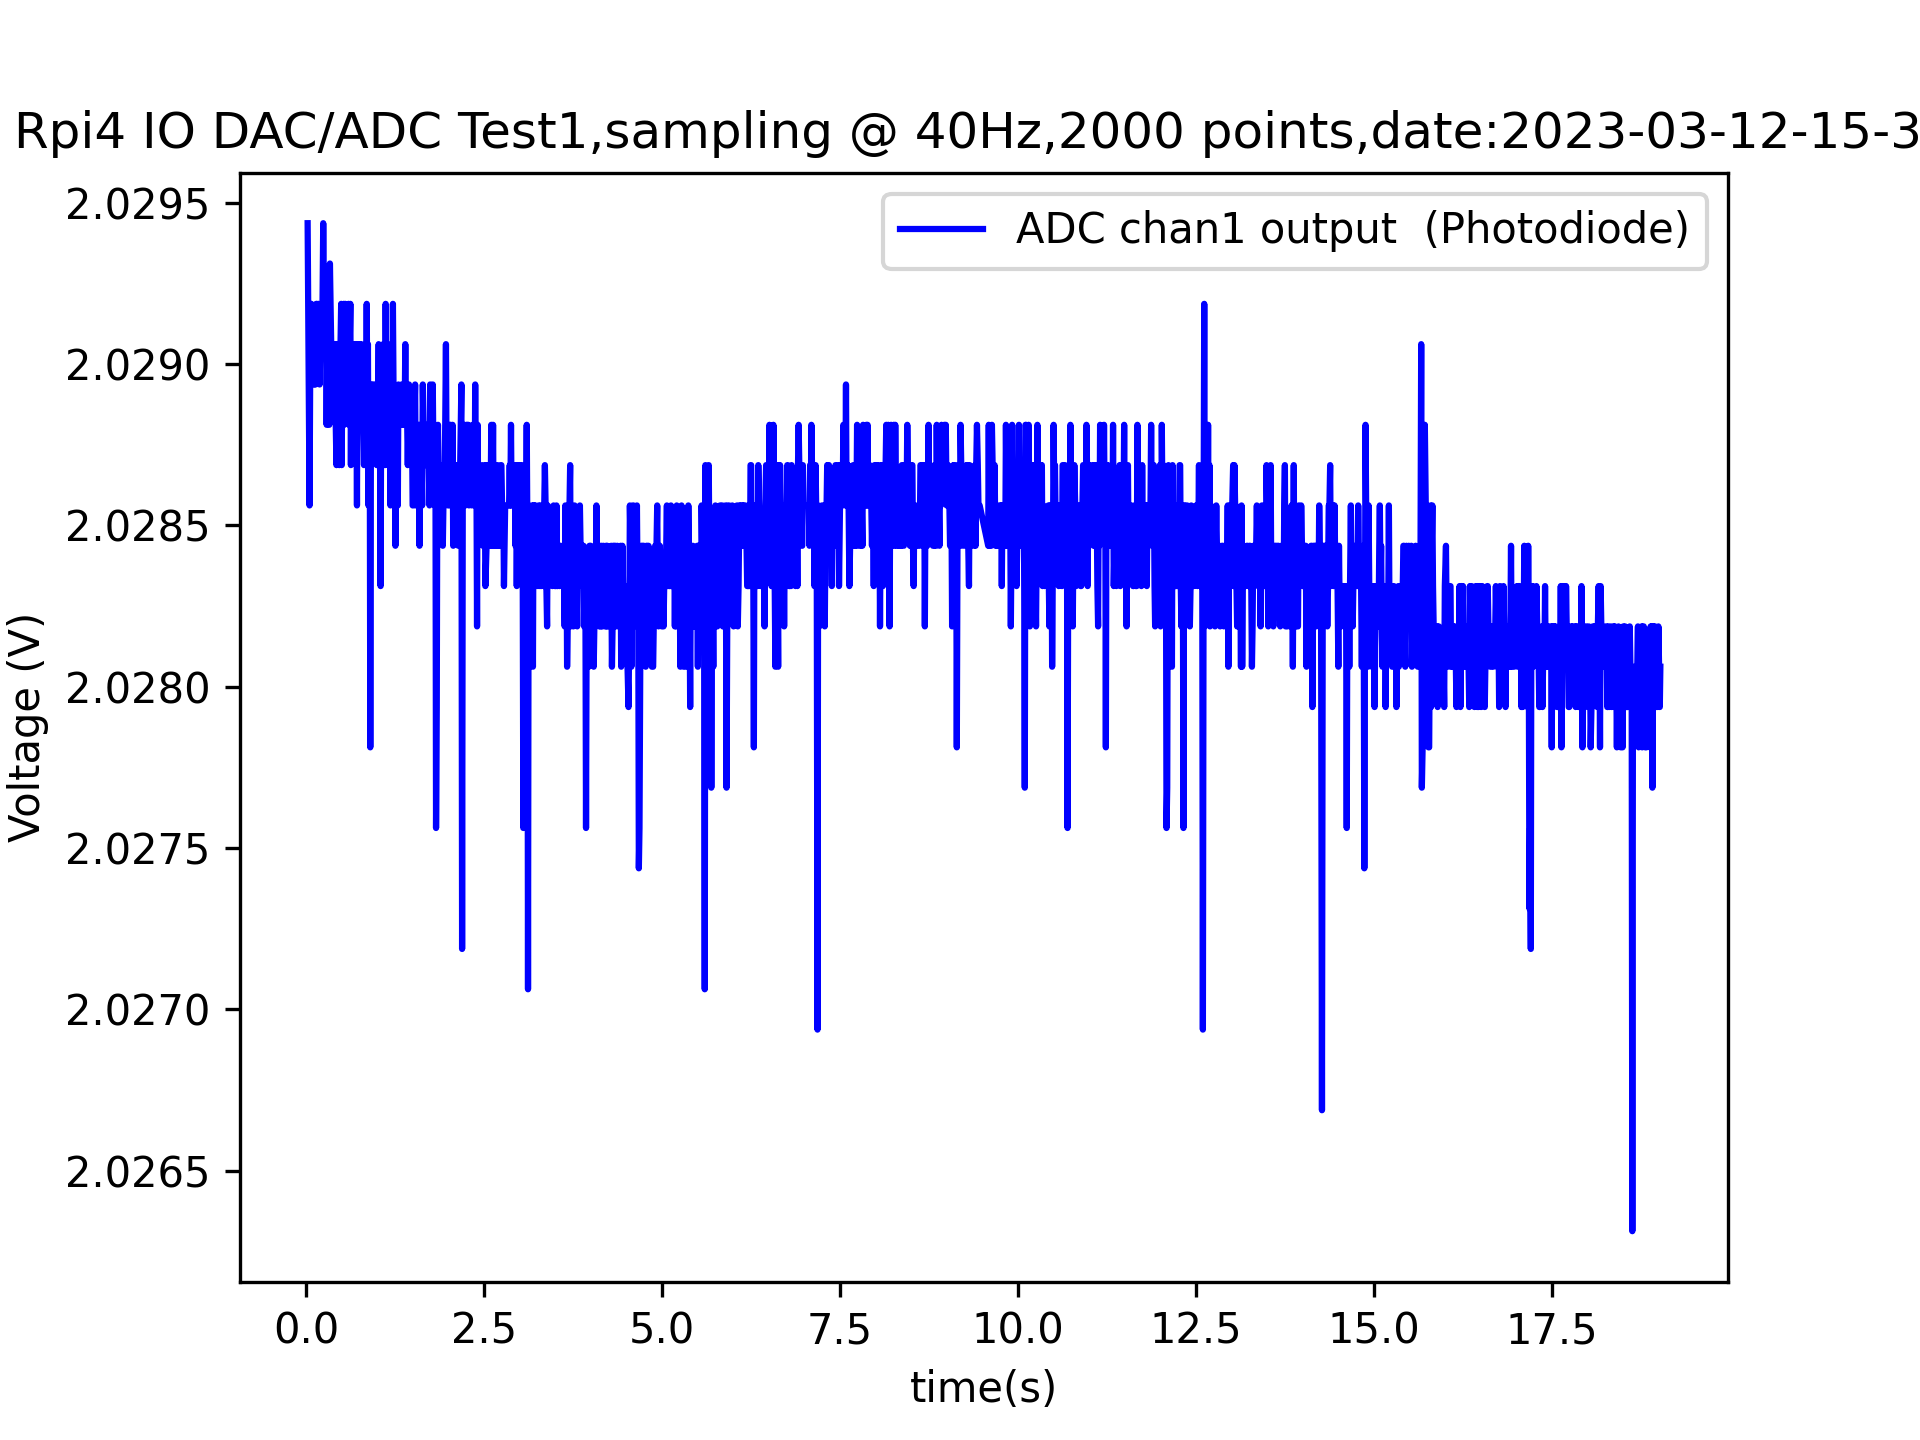 Rpi4 IO DAC/ADC Test1,sampling @ 40Hz,2000 points,date:2023-03-12-15-3
ADC chan1 output  (Photodiode)
Voltage (V)
2.0295
2.0290
2.0285
2.0280
2.0275
2.0270
2.0265
0.0 2.5 5.0 7.5 10.0 12.5 15.0 17.5
time(s)